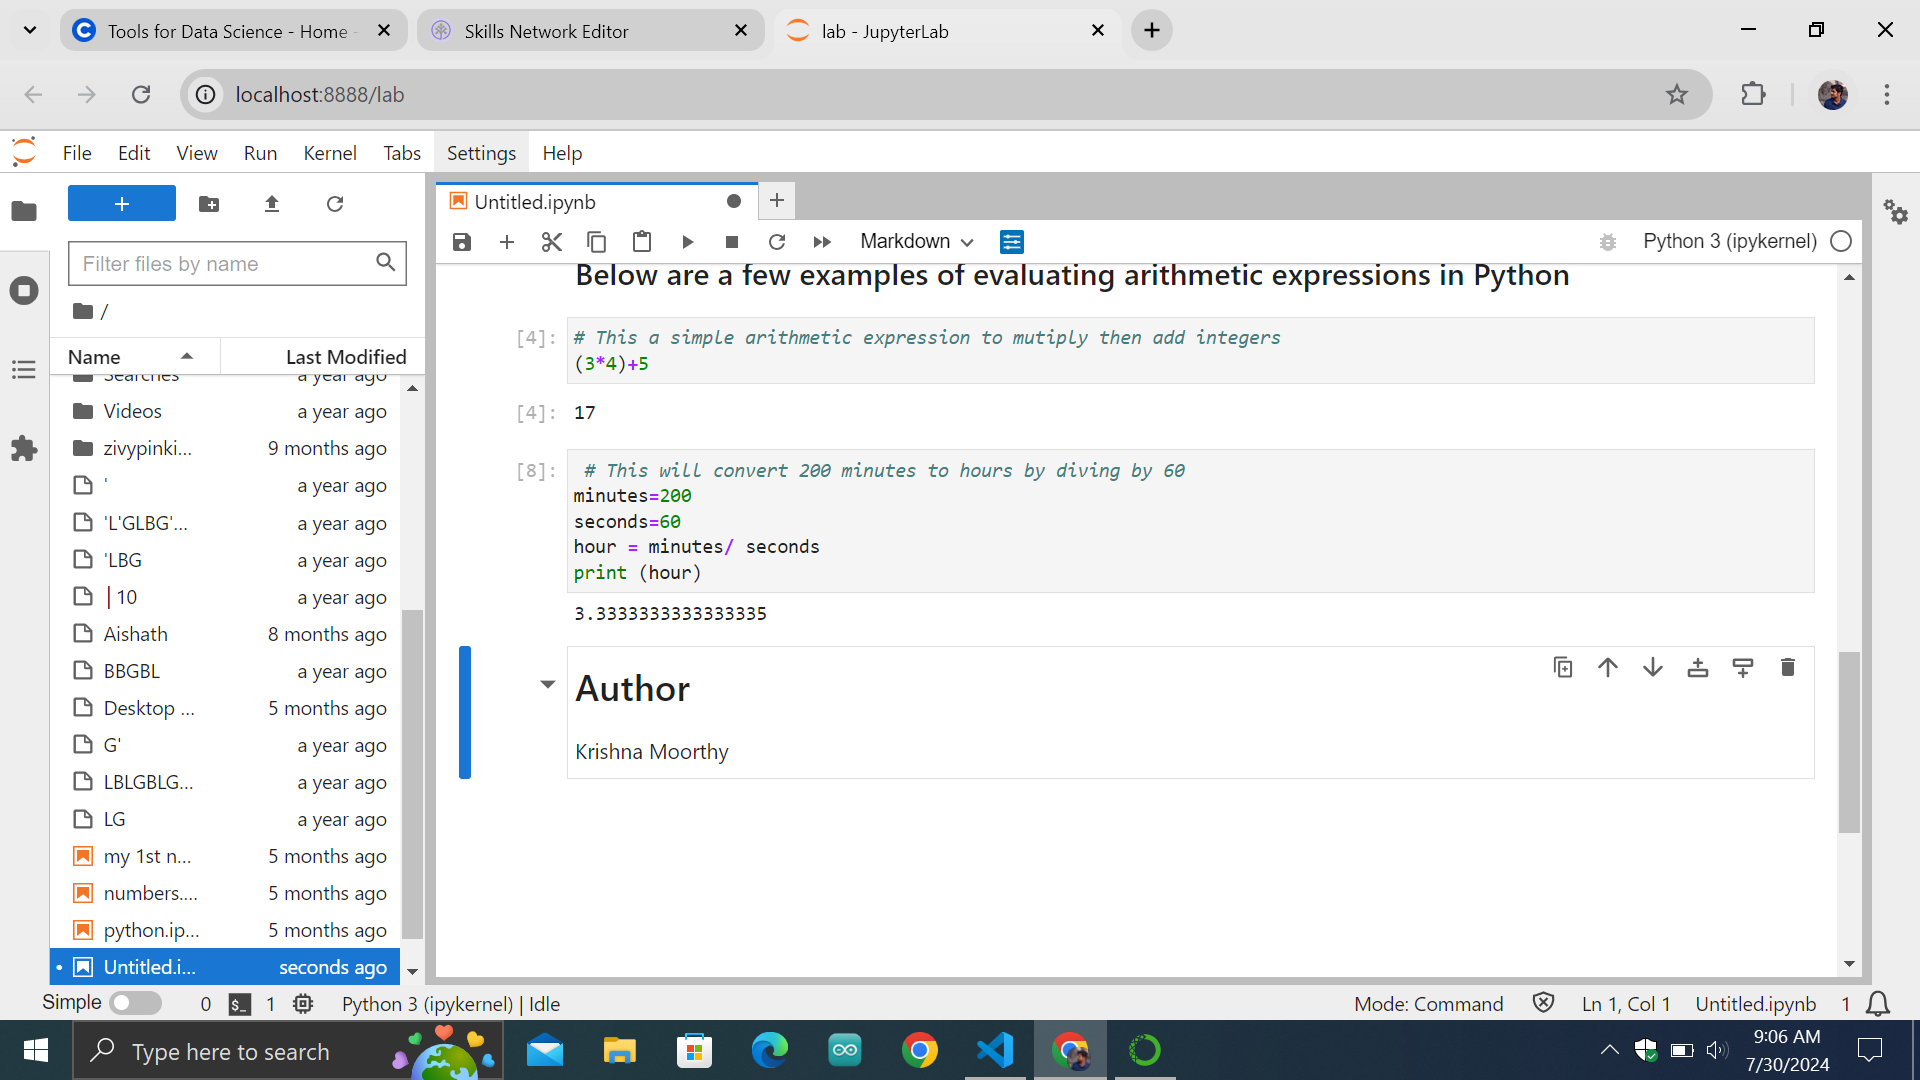 Tools for Data Science - Home -
Skills Network Editor
lab - JupyterLab
localhost:8888/lab
File Edit View Run Kernel Tabs Settings Help
Filter files by name
/
Name Last Modified
Searches a year ago
Videos a year ago
zivypinki... 9 months ago
' a year ago
'L'GLBG'... a year ago
'LBG a year ago
| 10 a year ago
Aishath 8 months ago
BBGBL a year ago
Desktop ... 5 months ago
G' a year ago
LBLGBLG... a year ago
LG a year ago
my 1st n... 5 months ago
numbers.... 5 months ago
python.ip... 5 months ago
Untitled.i... seconds ago
Untitled.ipynb
Markdown
Python 3 (ipykernel)
Below are a few examples of evaluating arithmetic expressions in Python
[4]: # This a simple arithmetic expression to mutiply then add integers
(3*4)+5
[4]: 17
[8]: # This will convert 200 minutes to hours by diving by 60
minutes=200
seconds=60
hour = minutes/ seconds
print (hour)
3.3333333333333335
Author
Krishna Moorthy
Simple 0 $_ 1 Python 3 (ipykernel) | Idle Mode: Command Ln 1, Col 1 Untitled.ipynb 1
Type here to search
9:06 AM
7/30/2024